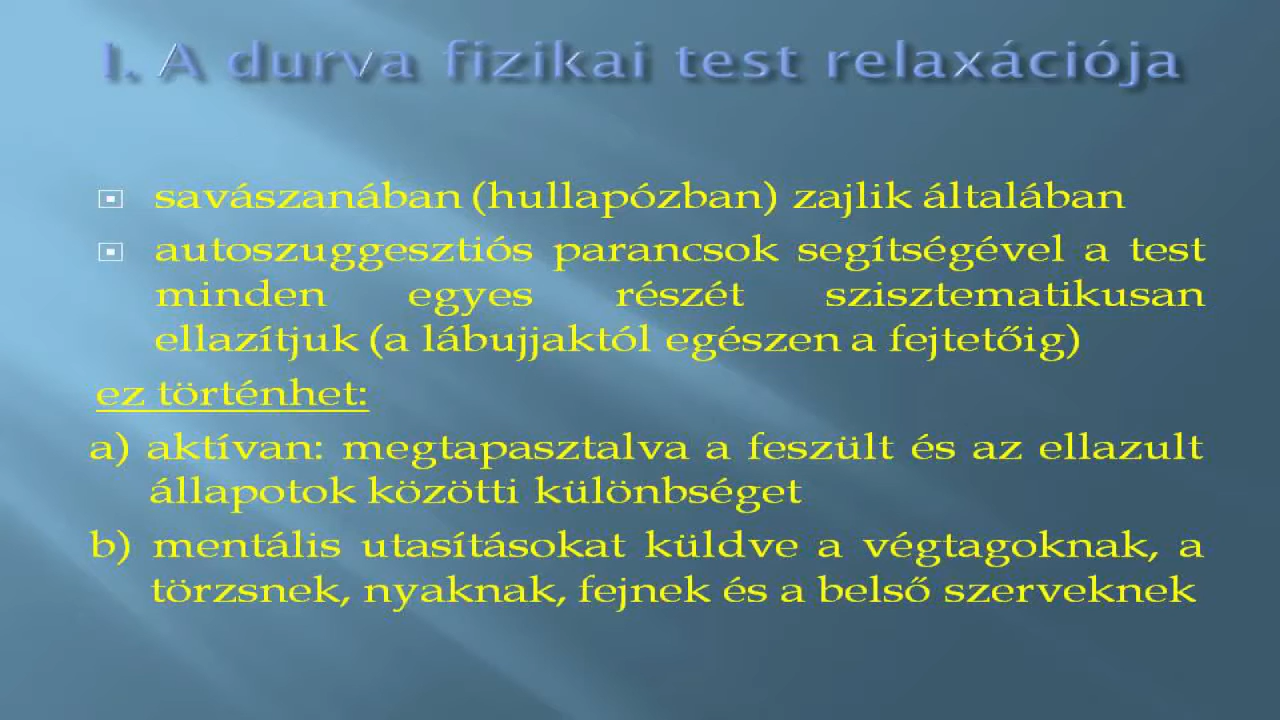 I. A durva fizikai test relaxációja
savászanában (hullapózban) zajlik általában
autoszuggesztiós parancsok segítségével a test
minden egyes részét szisztematikusan
ellazítjuk (a lábujjaktól egészen a fejtetőig)
ez történhet:
a) aktívan: megtapasztalva a feszült és az ellazult
állapotok közötti különbséget
b) mentális utasításokat küldve a végtagoknak, a
törzsnek, nyaknak, fejnek és a belső szerveknek